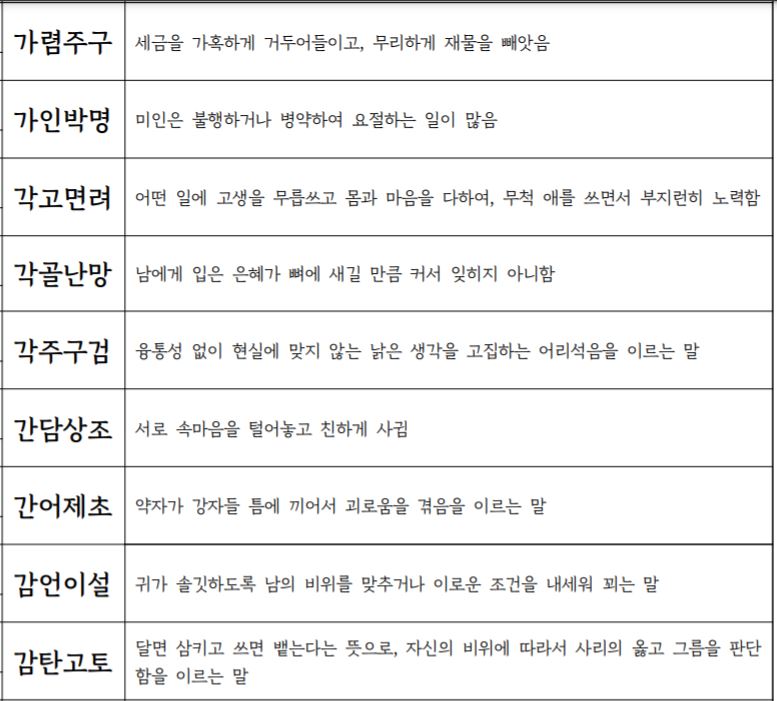 가렴주구 세금을 가혹하게 거두어들이고, 무리하게 재물을 빼앗음
가인박명 미인은 불행하거나 병약하여 요절하는 일이 많음
각고면려 어떤 일에 고생을 무릅쓰고 몸과 마음을 다하여, 무척 애를 쓰면서 부지런히 노력함
각골난망 남에게 입은 은혜가 뼈에 새길 만큼 커서 잊히지 아니함
각주구검 융통성 없이 현실에 맞지 않는 낡은 생각을 고집하는 어리석음을 이르는 말
간담상조 서로 속마음을 털어놓고 친하게 사귐
간어제초 약자가 강자들 틈에 끼어서 괴로움을 겪음을 이르는 말
감언이설 귀가 솔깃하도록 남의 비위를 맞추거나 이로운 조건을 내세워 꾀는 말
감탄고토 달면 삼키고 쓰면 뱉는다는 뜻으로, 자신의 비위에 따라서 사리의 옳고 그름을 판단
함을 이르는 말